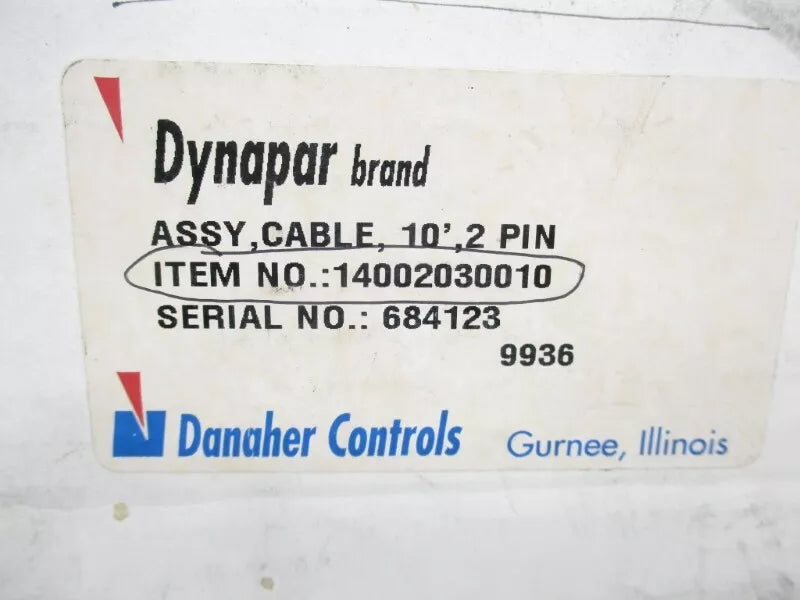 Dynapar brand
ASSY,CABLE, 10',2 PIN
ITEM NO.:14002030010
SERIAL NO.: 684123
9936
Danaher Controls Gurnee, Illinois